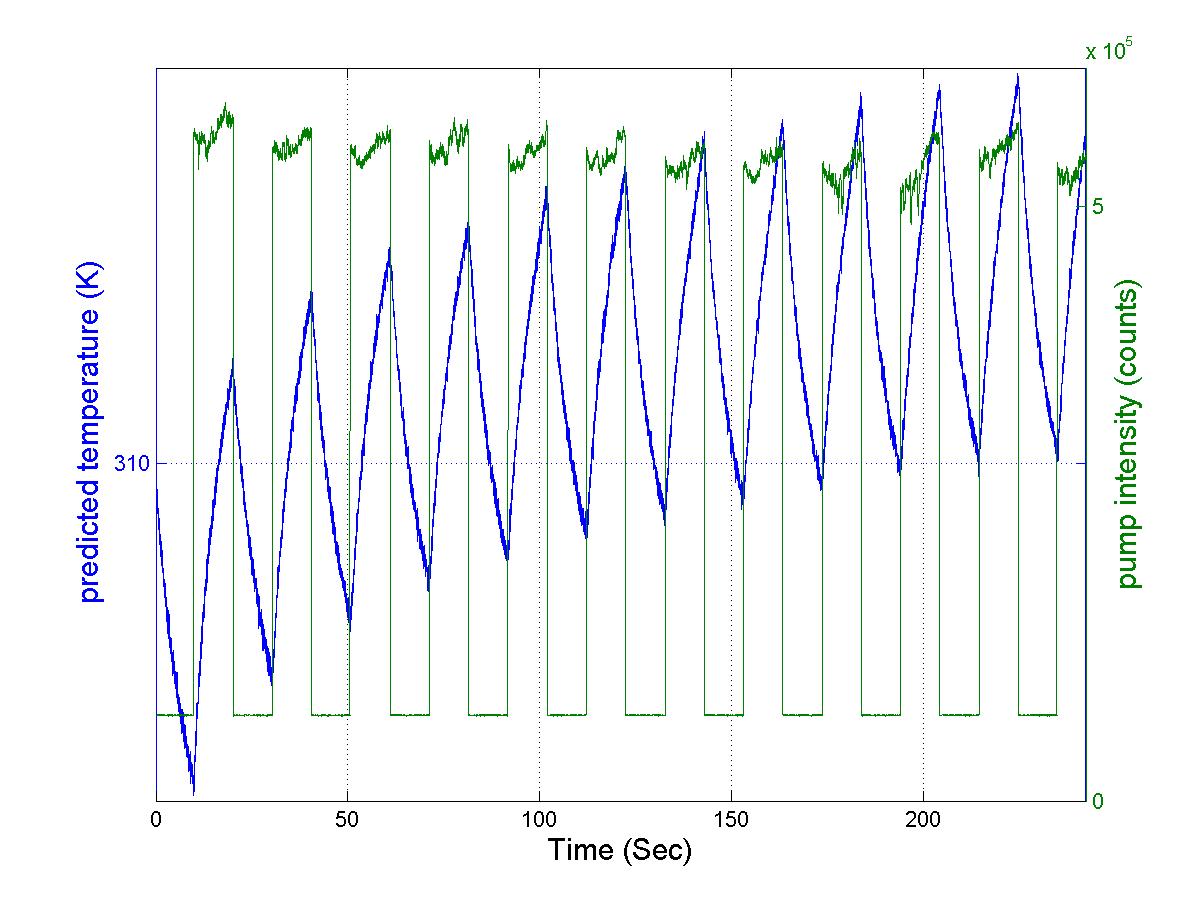 x 10^5
predicted temperature (K)
310
5
0
pump intensity (counts)
0 50 100 150 200
Time (Sec)